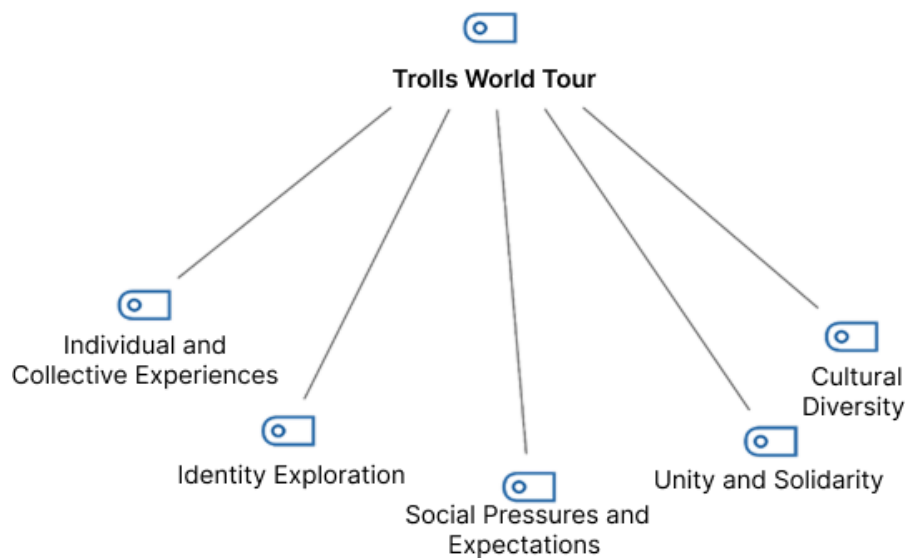 Trolls World Tour
Individual and
Collective Experiences
Identity Exploration
Social Pressures and
Expectations
Unity and Solidarity
Cultural
Diversity